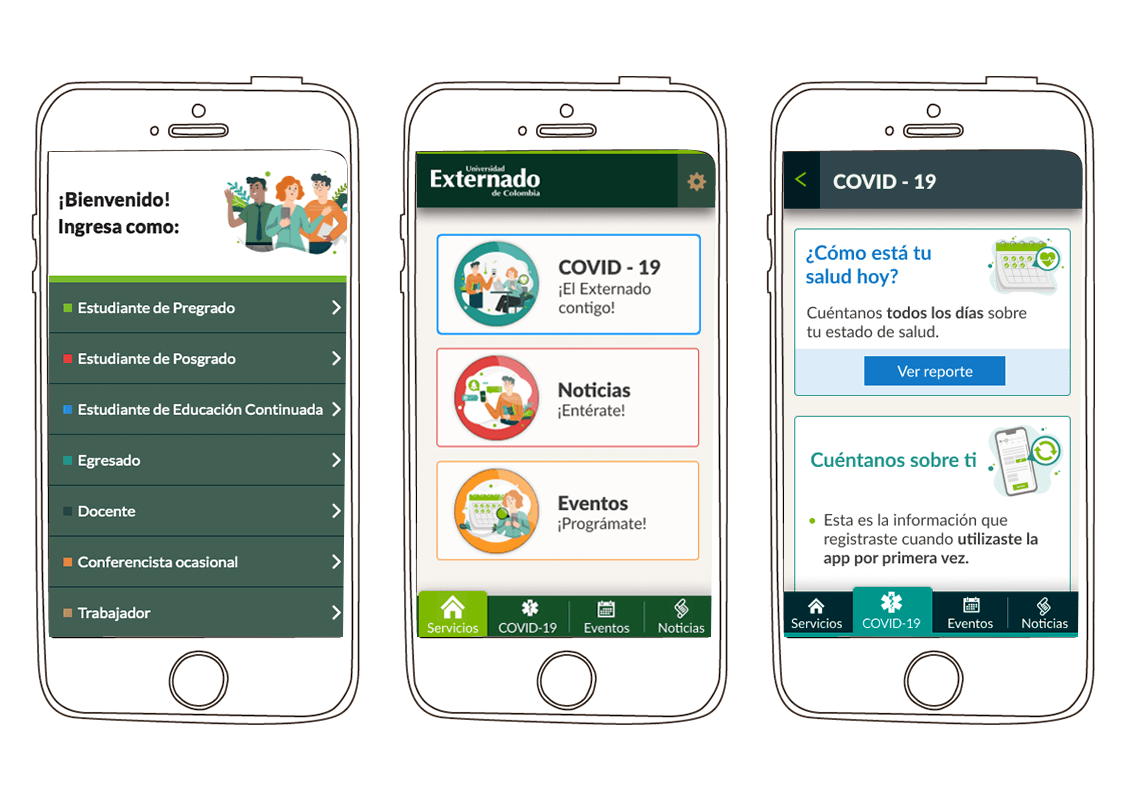 ¡Bienvenido!
Ingresa como:
Estudiante de Pregrado
Estudiante de Posgrado
Estudiante de Educación Continuada
Egresado
Docente
Conferencista ocasional
Trabajador
Universidad
Externado
de Colombia
COVID - 19
¡El Externado
contigo!
Noticias
¡Entérate!
Eventos
¡Prográmate!
Servicios
COVID-19
Eventos
Noticias
COVID - 19
¿Cómo está tu
salud hoy?
Cuéntanos todos los días sobre
tu estado de salud.
Ver reporte
Cuéntanos sobre ti
• Esta es la información que
registraste cuando utilizaste la
app por primera vez.
Servicios
COVID-19
Eventos
Noticias